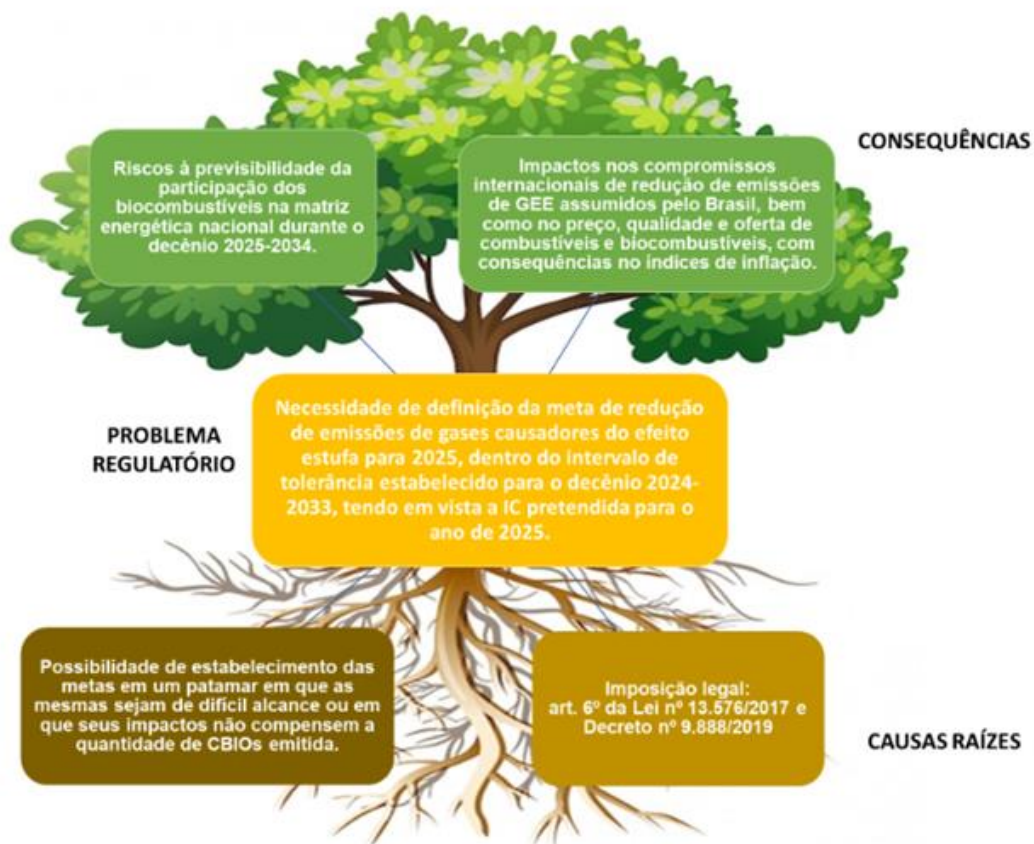 CONSEQUÊNCIAS
Riscos à previsibilidade da
participação dos
biocombustíveis na matriz
energética nacional durante o
decênio 2025-2034.
Impactos nos compromissos
internacionais de redução de emissões
de GEE assumidos pelo Brasil, bem
como no preço, qualidade e oferta de
combustíveis e biocombustíveis, com
consequências no índices de inflação.
PROBLEMA
REGULATÓRIO
Necessidade de definição da meta de redução
de emissões de gases causadores do efeito
estufa para 2025, dentro do intervalo de
tolerância estabelecido para o decênio 2024-
2033, tendo em vista a IC pretendida para o
ano de 2025.
Possibilidade de estabelecimento das
metas em um patamar em que as
mesmas sejam de difícil alcance ou em
que seus impactos não compensem a
quantidade de CBIOs emitida.
Imposição legal:
art. 6º da Lei nº 13.576/2017 e
Decreto nº 9.888/2019
CAUSAS RAÍZES